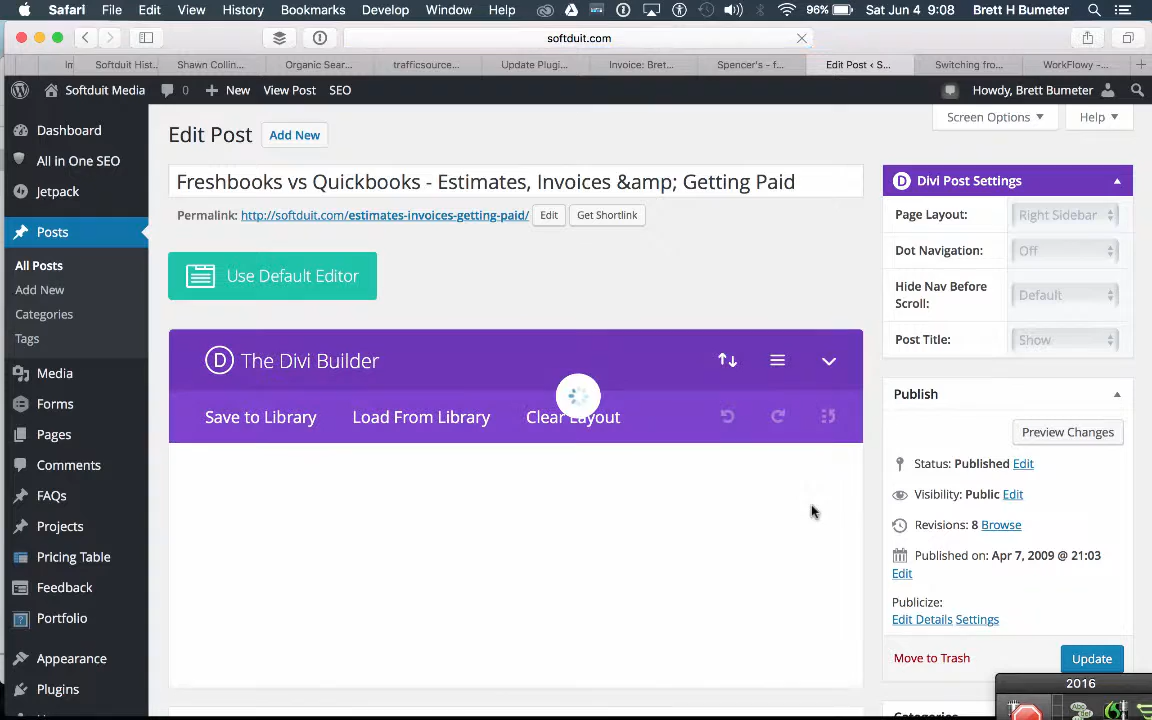 Safari File Edit View History Bookmarks Develop Window Help 96% Sat Jun 4 9:08 Brett H Bumeter
softduit.com
Softduit Hist... Shawn Collin... Organic Sear... trafficsource... Update Plugi... Invoice: Bret... Spencer's - f... Edit Post ‹ S... Switching fro... WorkFlowy -...
Softduit Media 0 New View Post SEO Howdy, Brett Bumeter
Screen Options Help
Edit Post Add New
Dashboard
All in One SEO
Jetpack
Posts
All Posts
Add New
Categories
Tags
Media
Forms
Pages
Comments
FAQs
Projects
Pricing Table
Feedback
Portfolio
Appearance
Plugins
Freshbooks vs Quickbooks - Estimates, Invoices &amp; Getting Paid
Permalink: http://softduit.com/estimates-invoices-getting-paid/ Edit Get Shortlink
Use Default Editor
D The Divi Builder
Save to Library Load From Library Clear Layout
D Divi Post Settings
Page Layout: Right Sidebar
Dot Navigation: Off
Hide Nav Before
Scroll: Default
Post Title: Show
Publish
Preview Changes
Status: Published Edit
Visibility: Public Edit
Revisions: 8 Browse
Published on: Apr 7, 2009 @ 21:03
Edit
Publicize:
Edit Details Settings
Move to Trash Update
2016